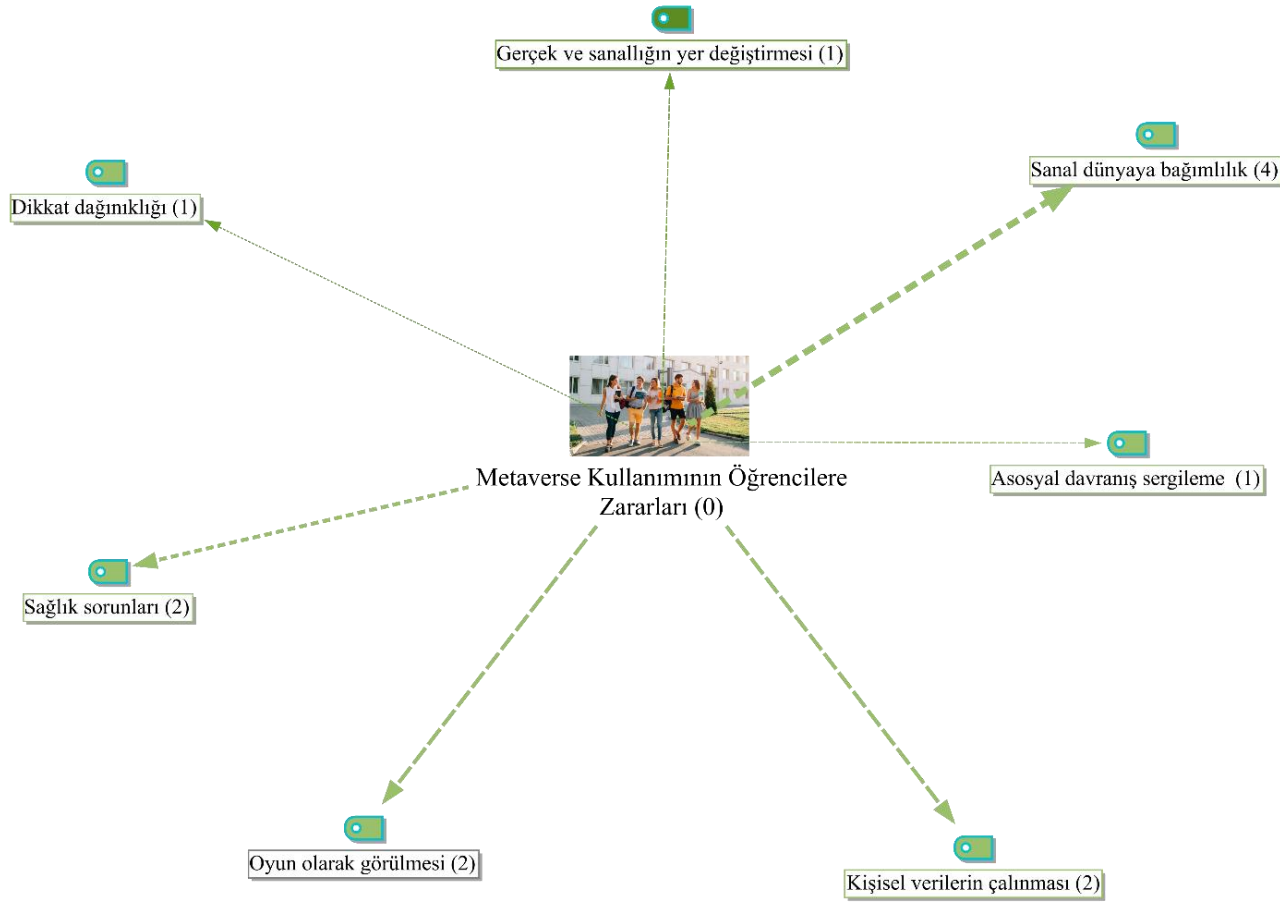 Gerçek ve sanallığın yer değiştirmesi (1)
Sanal dünyaya bağımlılık (4)
Dikkat dağınıklığı (1)
Metaverse Kullanımının Öğrencilere
Zararları (0)
Asosyal davranış sergileme  (1)
Sağlık sorunları (2)
Oyun olarak görülmesi (2)
Kişisel verilerin çalınması (2)